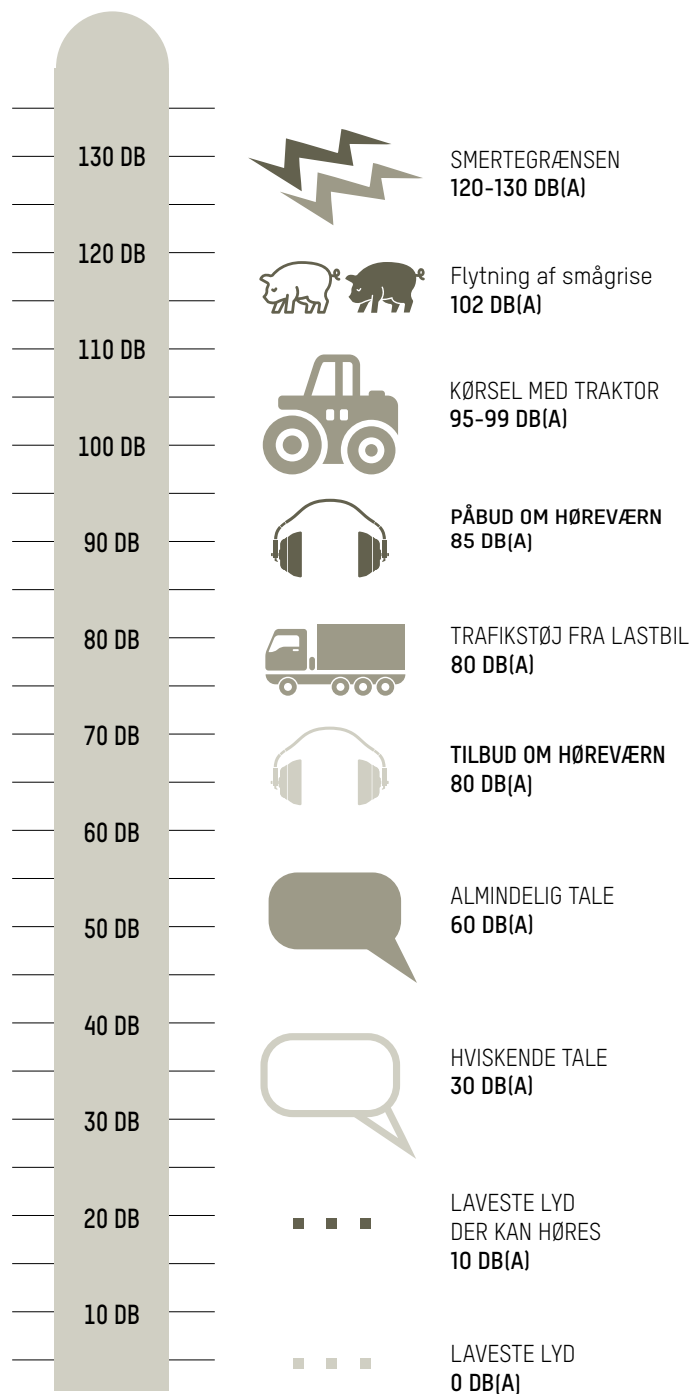 130 DB
120 DB
110 DB
100 DB
90 DB
80 DB
70 DB
60 DB
50 DB
40 DB
30 DB
20 DB
10 DB
SMERTEGRÆNSEN
120-130 DB(A)
Flytning af smågrise
102 DB(A)
KØRSEL MED TRAKTOR
95-99 DB(A)
PÅBUD OM HØREVÆRN
85 DB(A)
TRAFIKSTØJ FRA LASTBIL
80 DB(A)
TILBUD OM HØREVÆRN
80 DB(A)
ALMINDELIG TALE
60 DB(A)
HVISKENDE TALE
30 DB(A)
LAVESTE LYD
DER KAN HØRES
10 DB(A)
LAVESTE LYD
0 DB(A)